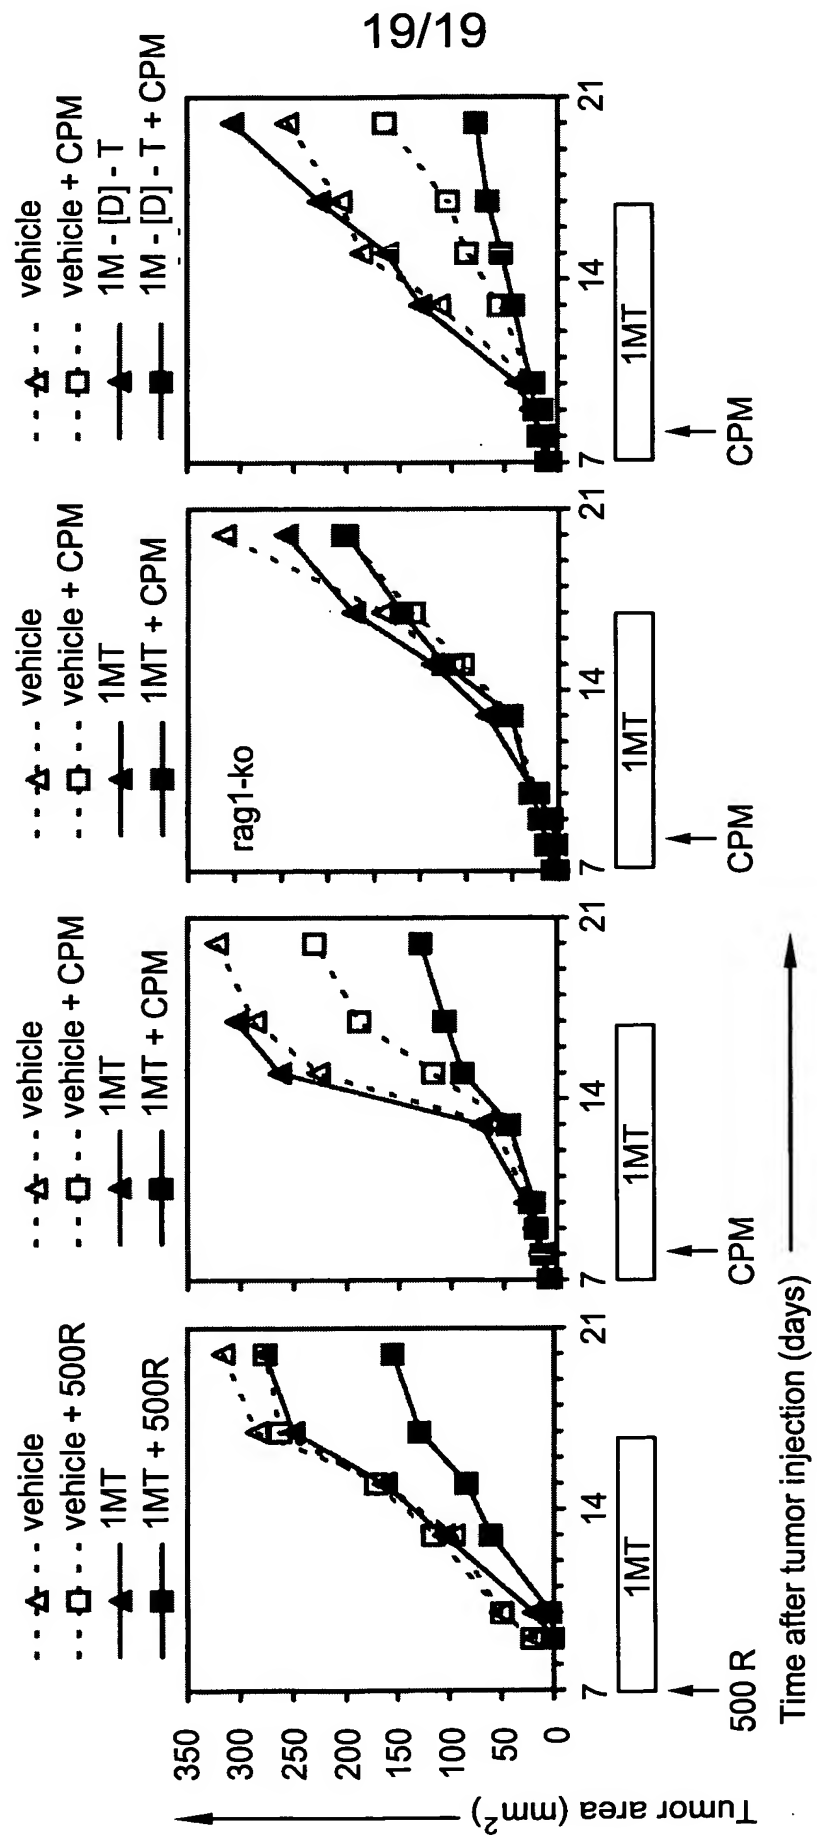 19/19
vehicle
vehicle + 500R
1MT
1MT + 500R
vehicle
vehicle + CPM
1MT
1MT + CPM
vehicle
vehicle + CPM
1MT
1MT + CPM
vehicle
vehicle + CPM
1M - [D] - T
1M - [D] - T + CPM
Tumor area (mm²)
350
300
250
200
150
100
50
0
7
14
21
1MT
500 R
7
14
21
1MT
CPM
rag1-ko
7
14
21
1MT
CPM
7
14
21
1MT
CPM
Time after tumor injection (days)